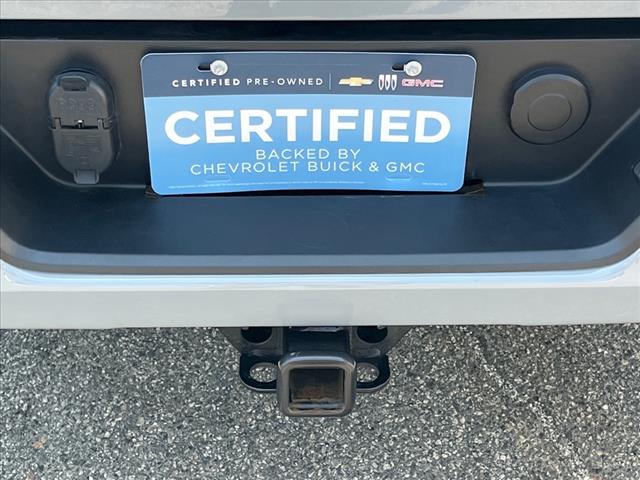 CERTIFIED PRE-OWNED GMC
CERTIFIED
BACKED BY
CHEVROLET BUICK & GMC